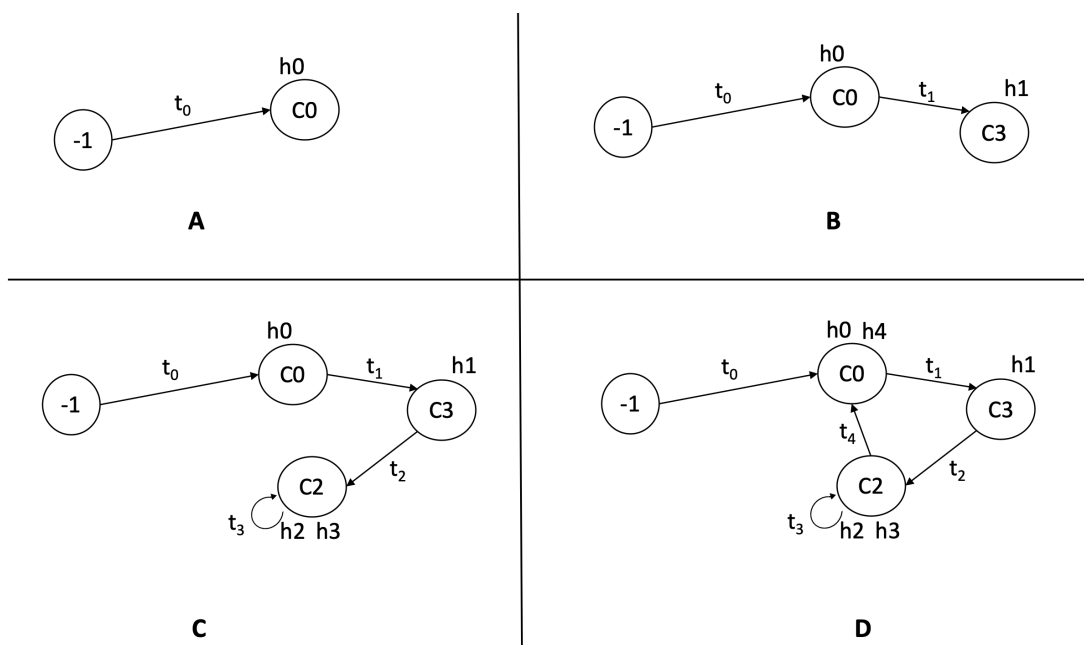 h0
t₀
C0
-1
A
h0
t₀
C0
t₁
h1
-1
C3
B
h0
t₀
C0
t₁
h1
-1
C3
t₂
C2
t₃
h2 h3
C
h0 h4
t₀
C0
t₁
h1
-1
C3
t₄
t₂
C2
t₃
h2 h3
D